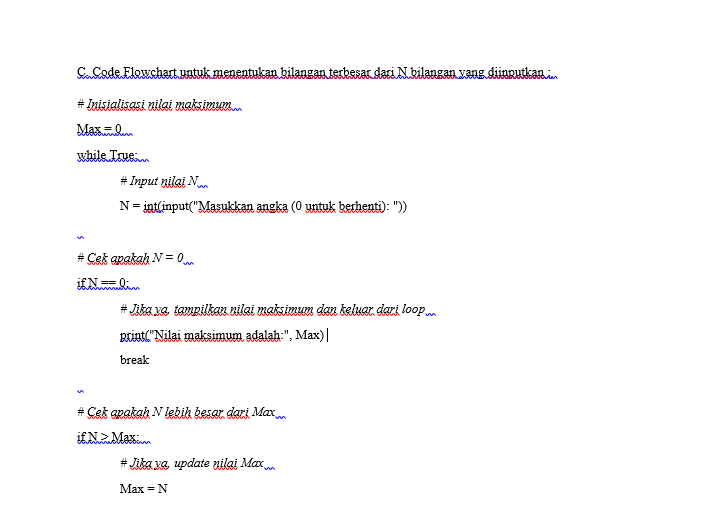 C. Code Flowchart untuk menentukan bilangan terbesar dari N bilangan yang diinputkan :
# Inisialisasi nilai maksimum
Max = 0
while True:
# Input nilai N
N = int(input("Masukkan angka (0 untuk berhenti): "))
# Cek apakah N = 0
if N == 0:
# Jika ya, tampilkan nilai maksimum dan keluar dari loop
print("Nilai maksimum adalah:", Max)
break
# Cek apakah N lebih besar dari Max
if N > Max:
# Jika ya, update nilai Max
Max = N